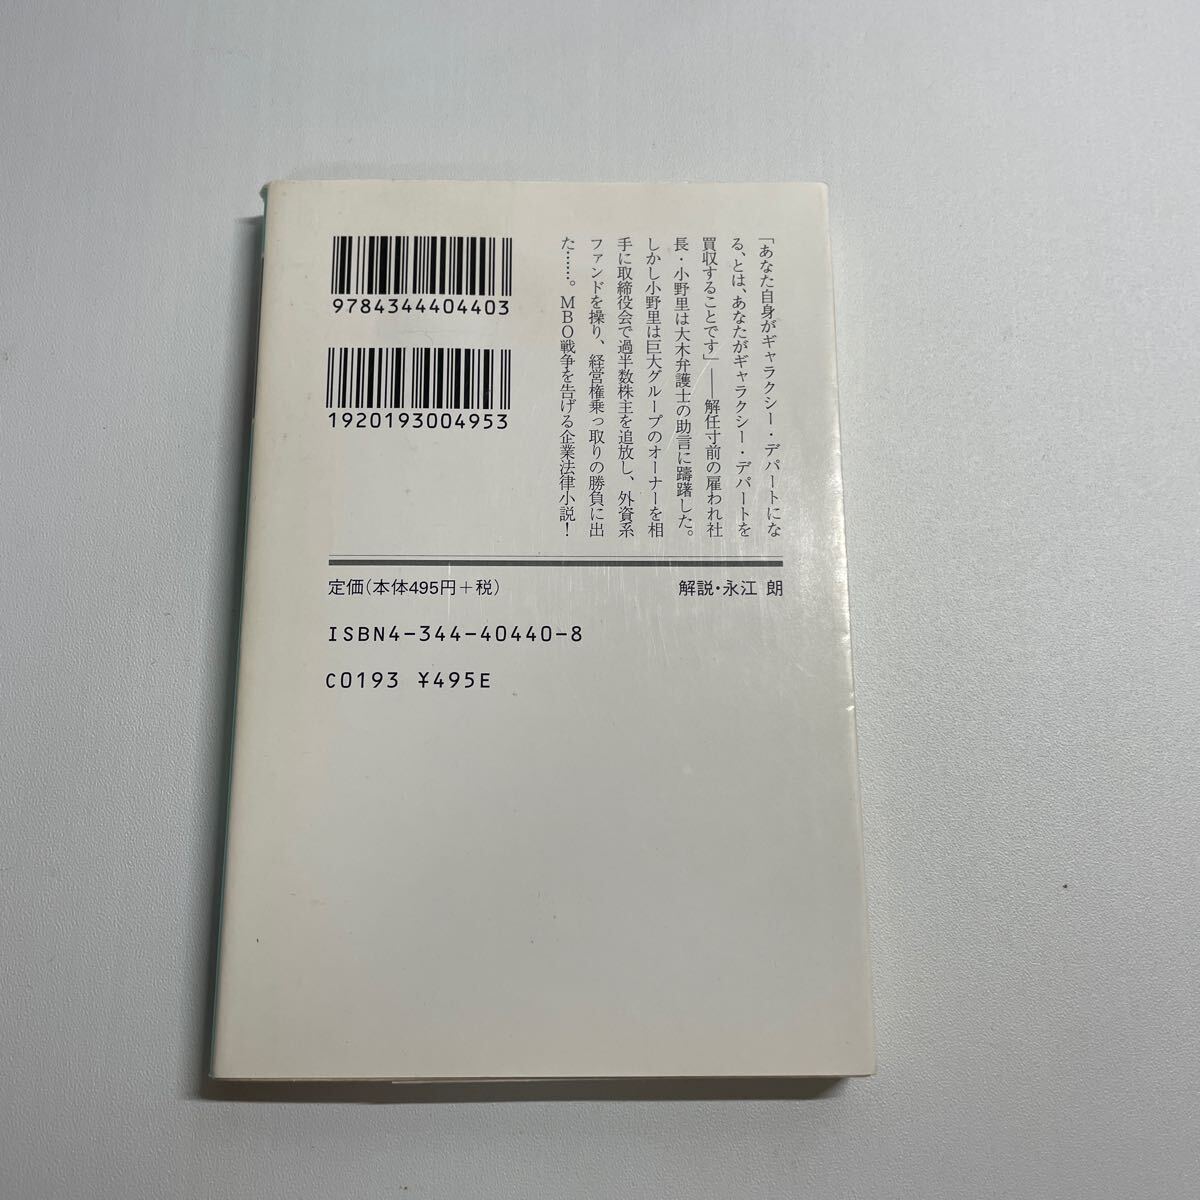 「あなた自身がギャラクシー・デパートにな
る、とは、あなたがギャラクシー・デパートを
買収することです」――解任寸前の雇われ社
長・小野里は大木弁護士の助言に躊躇した。
しかし小野里は巨大グループのオーナーを相
手に取締役会で過半数株主を追放し、外資系
ファンドを操り、経営権乗っ取りの勝負に出
た……。MBO戦争を告げる企業法律小説!
9784344404403
1920193004953
定価(本体495円+税)
解説・永江 朗
ISBN4-344-40440-8
C0193 ¥495E